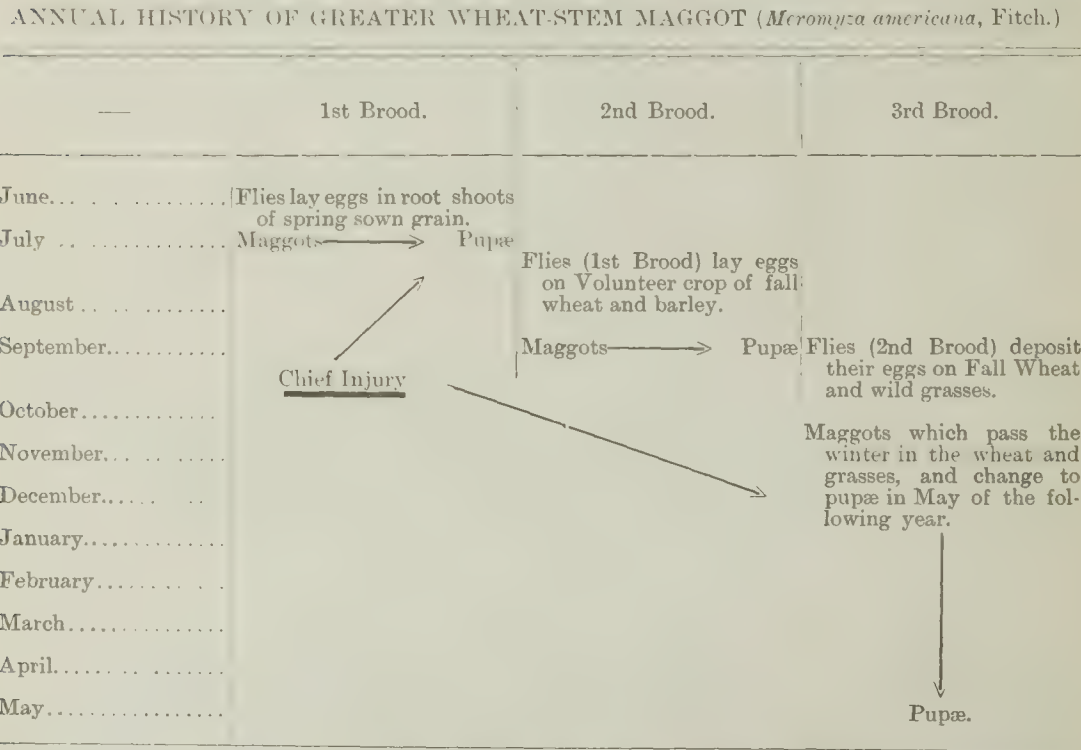 ANNUAL HISTORY OF GREATER WHEAT-STEM MAGGOT (Meromyza americana, Fitch.)
— 1st Brood. 2nd Brood. 3rd Brood.
June... . ............. Flies lay eggs in root shoots
of spring sown grain.
July .. ............... Maggots → Pupæ
Flies (1st Brood) lay eggs
on Volunteer crop of fall
wheat and barley.
August .. .. ..........
September............
Maggots → Pupæ
Flies (2nd Brood) deposit
their eggs on Fall Wheat
and wild grasses.
Chief Injury
October..............
November... .. .......
Maggots which pass the
winter in the wheat and
grasses, and change to
pupæ in May of the fol-
lowing year.
December...... ..
January..............
February.......... .
March................
April........ .......
May..................
Pupæ.